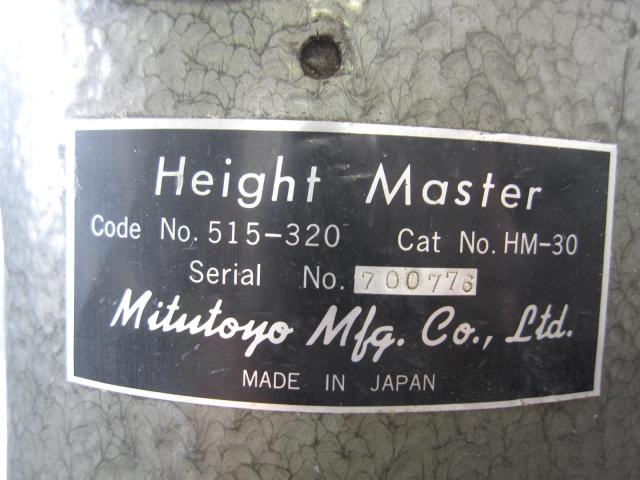 Height Master
Code No. 515-320 Cat No. HM-30
Serial No. 700776
Mitutoyo Mfg. Co., Ltd.
MADE IN JAPAN